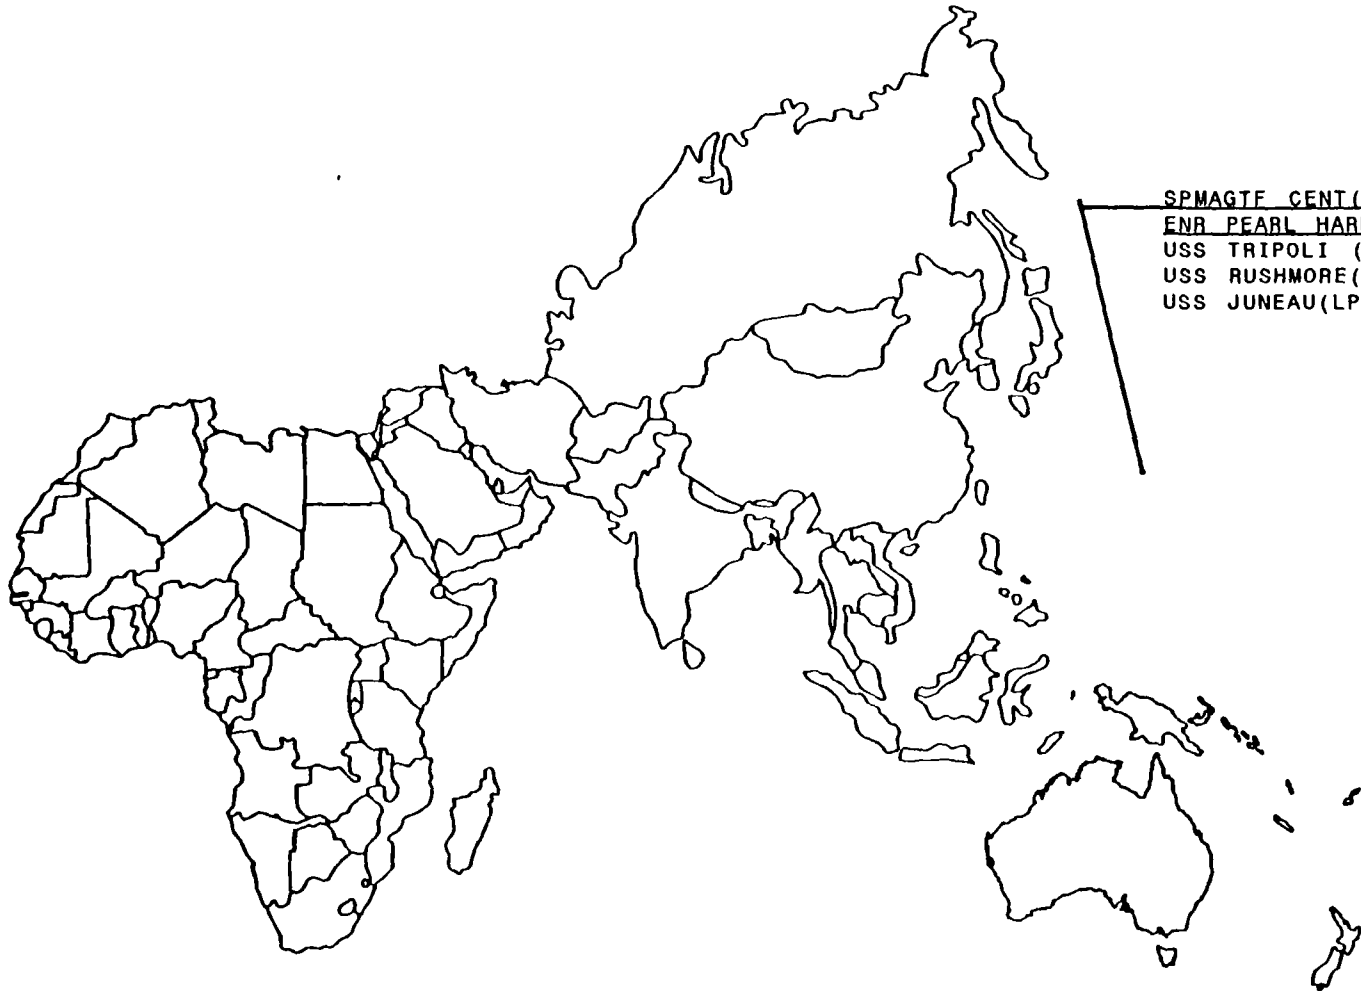 SPMAGTF CENT(
ENR PEARL HAR
USS TRIPOLI (
USS RUSHMORE(
USS JUNEAU(LP